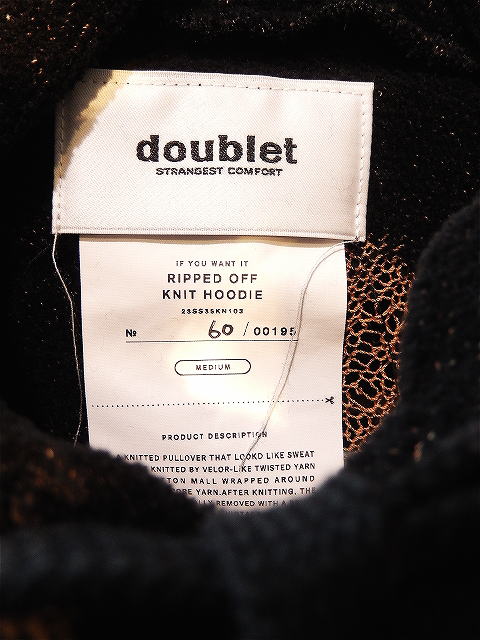 doublet
STRANGEST COMFORT
IF YOU WANT IT
RIPPED OFF
KNIT HOODIE
23SS35KN103
№ 60 / 00195
MEDIUM
PRODUCT DESCRIPTION
A KNITTED PULLOVER THAT LOOKD LIKE SWEAT
KNITTED BY VELOR-LIKE TWISTED YARN
MALL WRAPPED AROUND
YARN.AFTER KNITTING, THE
REMOVED WITH A